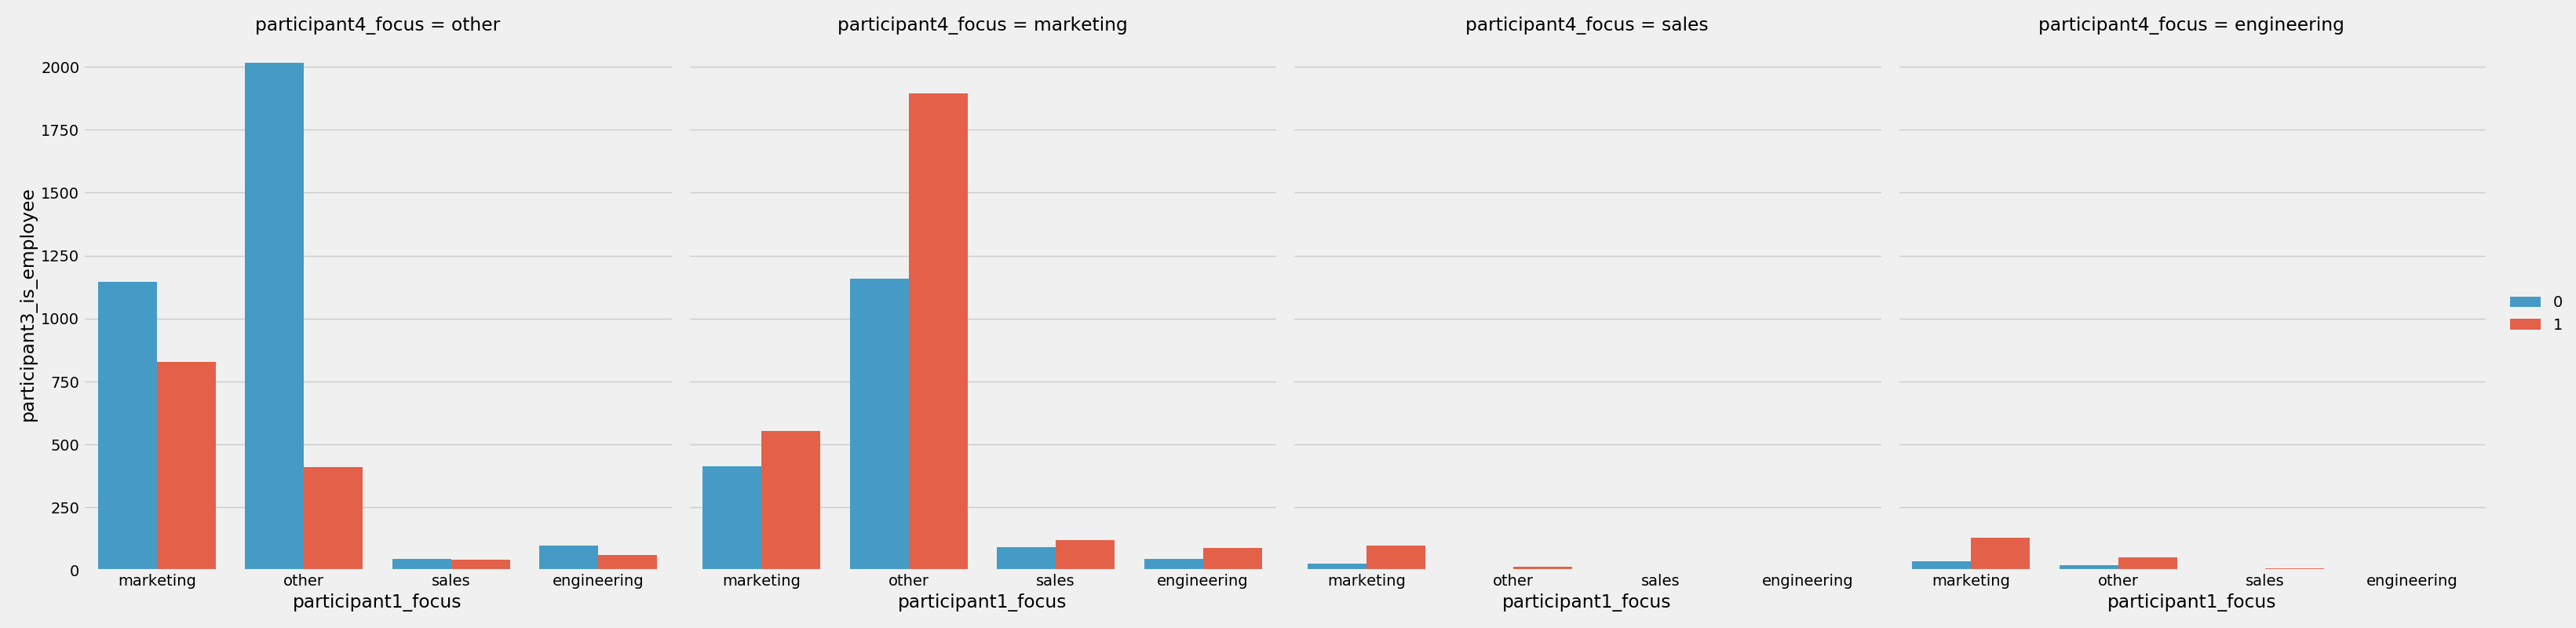 participant4_focus = other
participant4_focus = marketing
participant4_focus = sales
participant4_focus = engineering
participant3_is_employee
2000
1750
1500
1250
1000
750
500
250
0
marketing other sales engineering
participant1_focus
marketing other sales engineering
participant1_focus
marketing other sales engineering
participant1_focus
marketing other sales engineering
participant1_focus
0
1